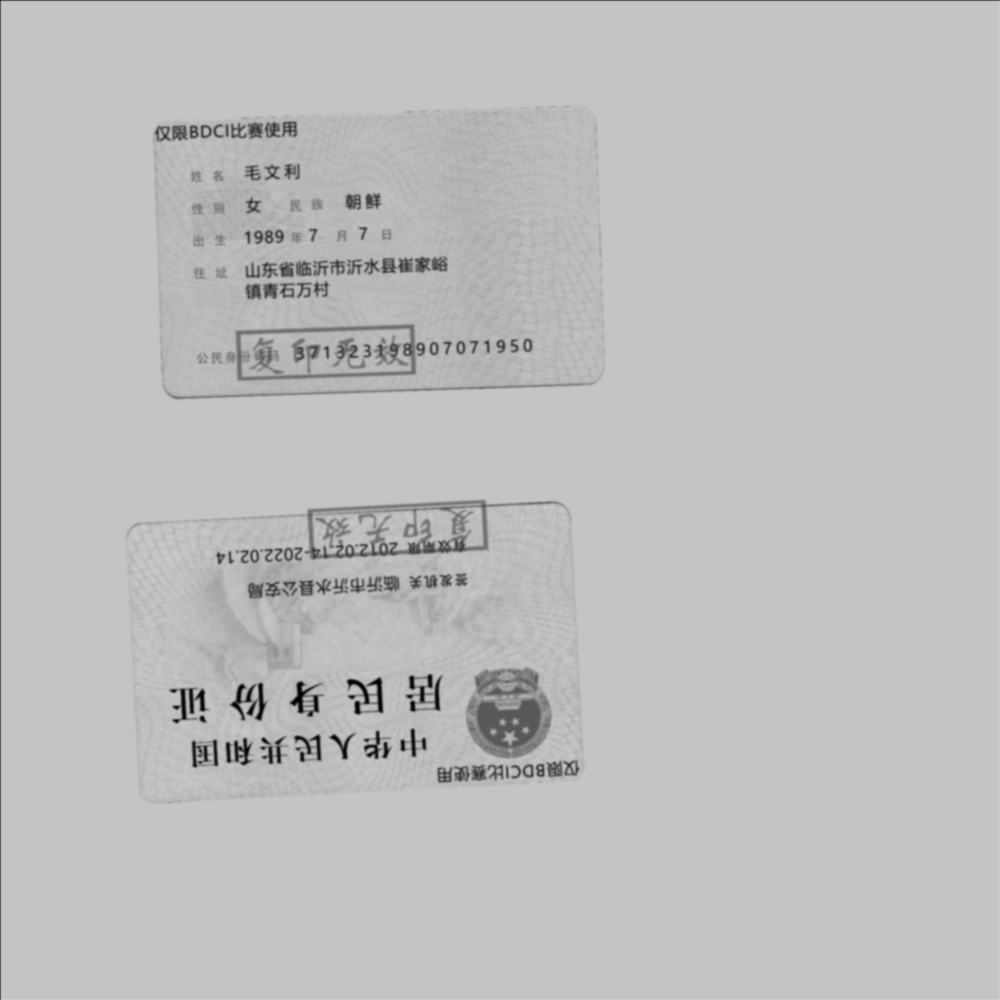 仅限BDCI比赛使用
姓 名 毛文利
性 别 女 民 族 朝鲜
出 生 1989 年 7 月 7 日
住 址 山东省临沂市沂水县崔家峪
镇青石万村
公民身份号码 371323198907071950
复印无效
仅限BDCI比赛使用
中华人民共和国
居民身份证
签发机关 临沂市沂水县公安局
有效期限 2012.02.14-2022.02.14
复印无效